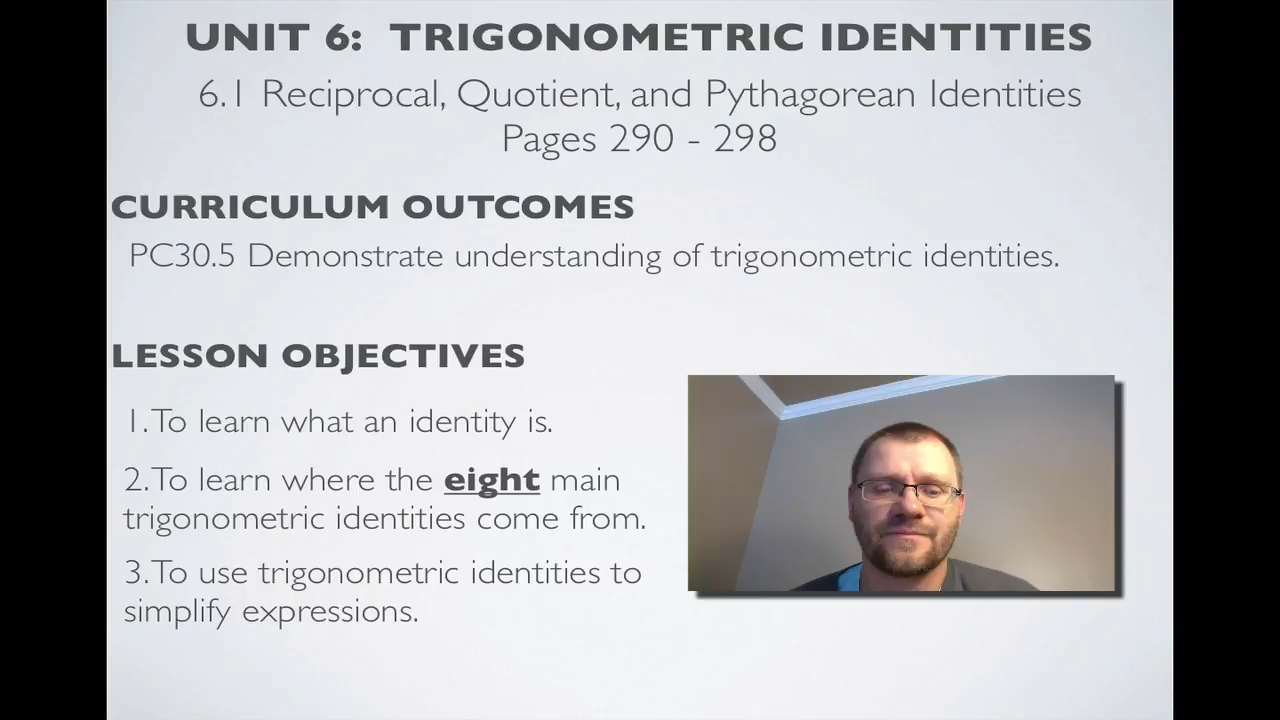 UNIT 6: TRIGONOMETRIC IDENTITIES
6.1 Reciprocal, Quotient, and Pythagorean Identities
Pages 290 - 298
CURRICULUM OUTCOMES
PC30.5 Demonstrate understanding of trigonometric identities.
LESSON OBJECTIVES
1. To learn what an identity is.
2. To learn where the eight main
trigonometric identities come from.
3. To use trigonometric identities to
simplify expressions.